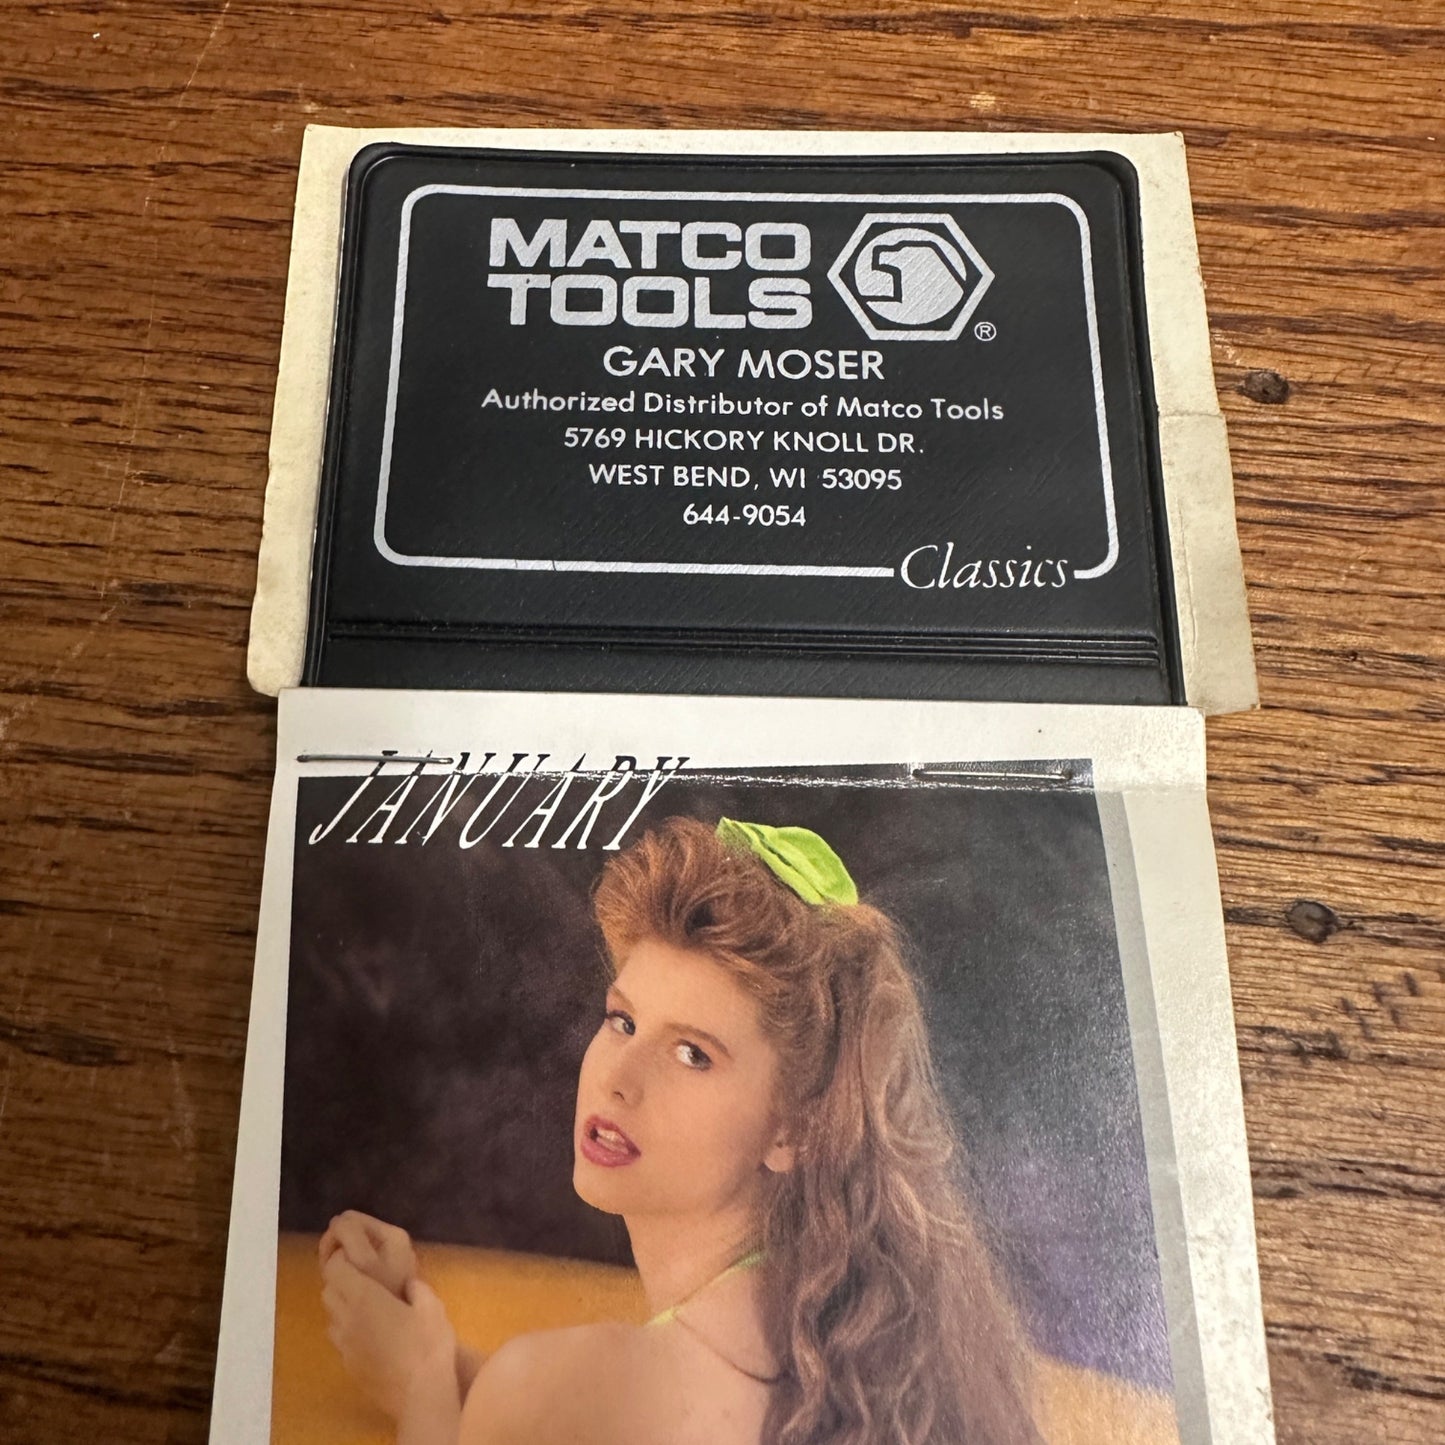 MATCO
TOOLS ®
GARY MOSER
Authorized Distributor of Matco Tools
5769 HICKORY KNOLL DR.
WEST BEND, WI 53095
644-9054
Classics
JANUARY